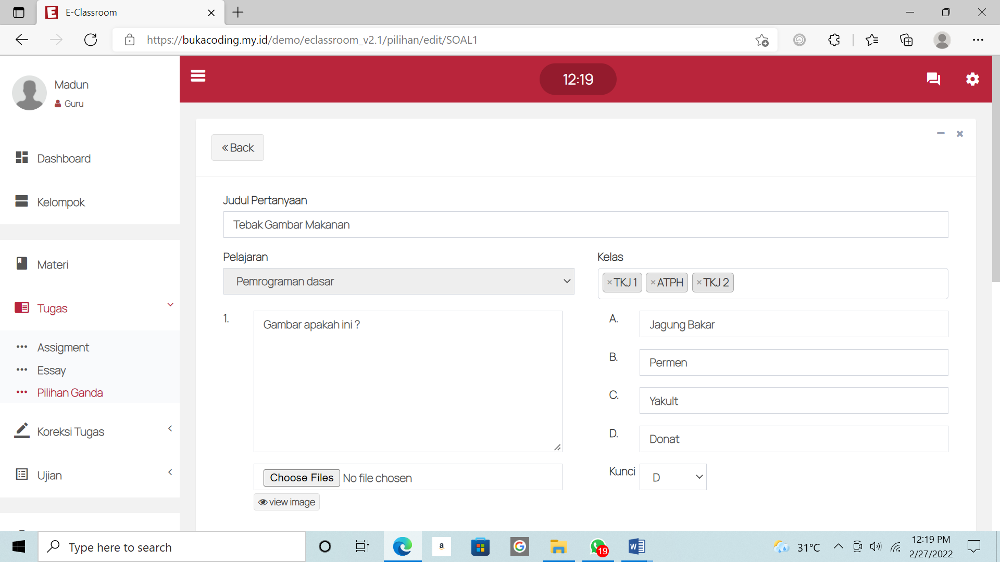 E-Classroom
https://bukacoding.my.id/demo/eclassroom_v2.1/pilihan/edit/SOAL1
Madun
Guru
12:19
Dashboard
Kelompok
Materi
Tugas
Assigment
Essay
Pilihan Ganda
Koreksi Tugas
Ujian
« Back
Judul Pertanyaan
Tebak Gambar Makanan
Pelajaran
Pemrograman dasar
Kelas
× TKJ 1 × ATPH × TKJ 2
1.
Gambar apakah ini ?
Choose Files No file chosen
view image
A. Jagung Bakar
B. Permen
C. Yakult
D. Donat
Kunci D
Type here to search
a
G
19
W
31°C
12:19 PM
2/27/2022